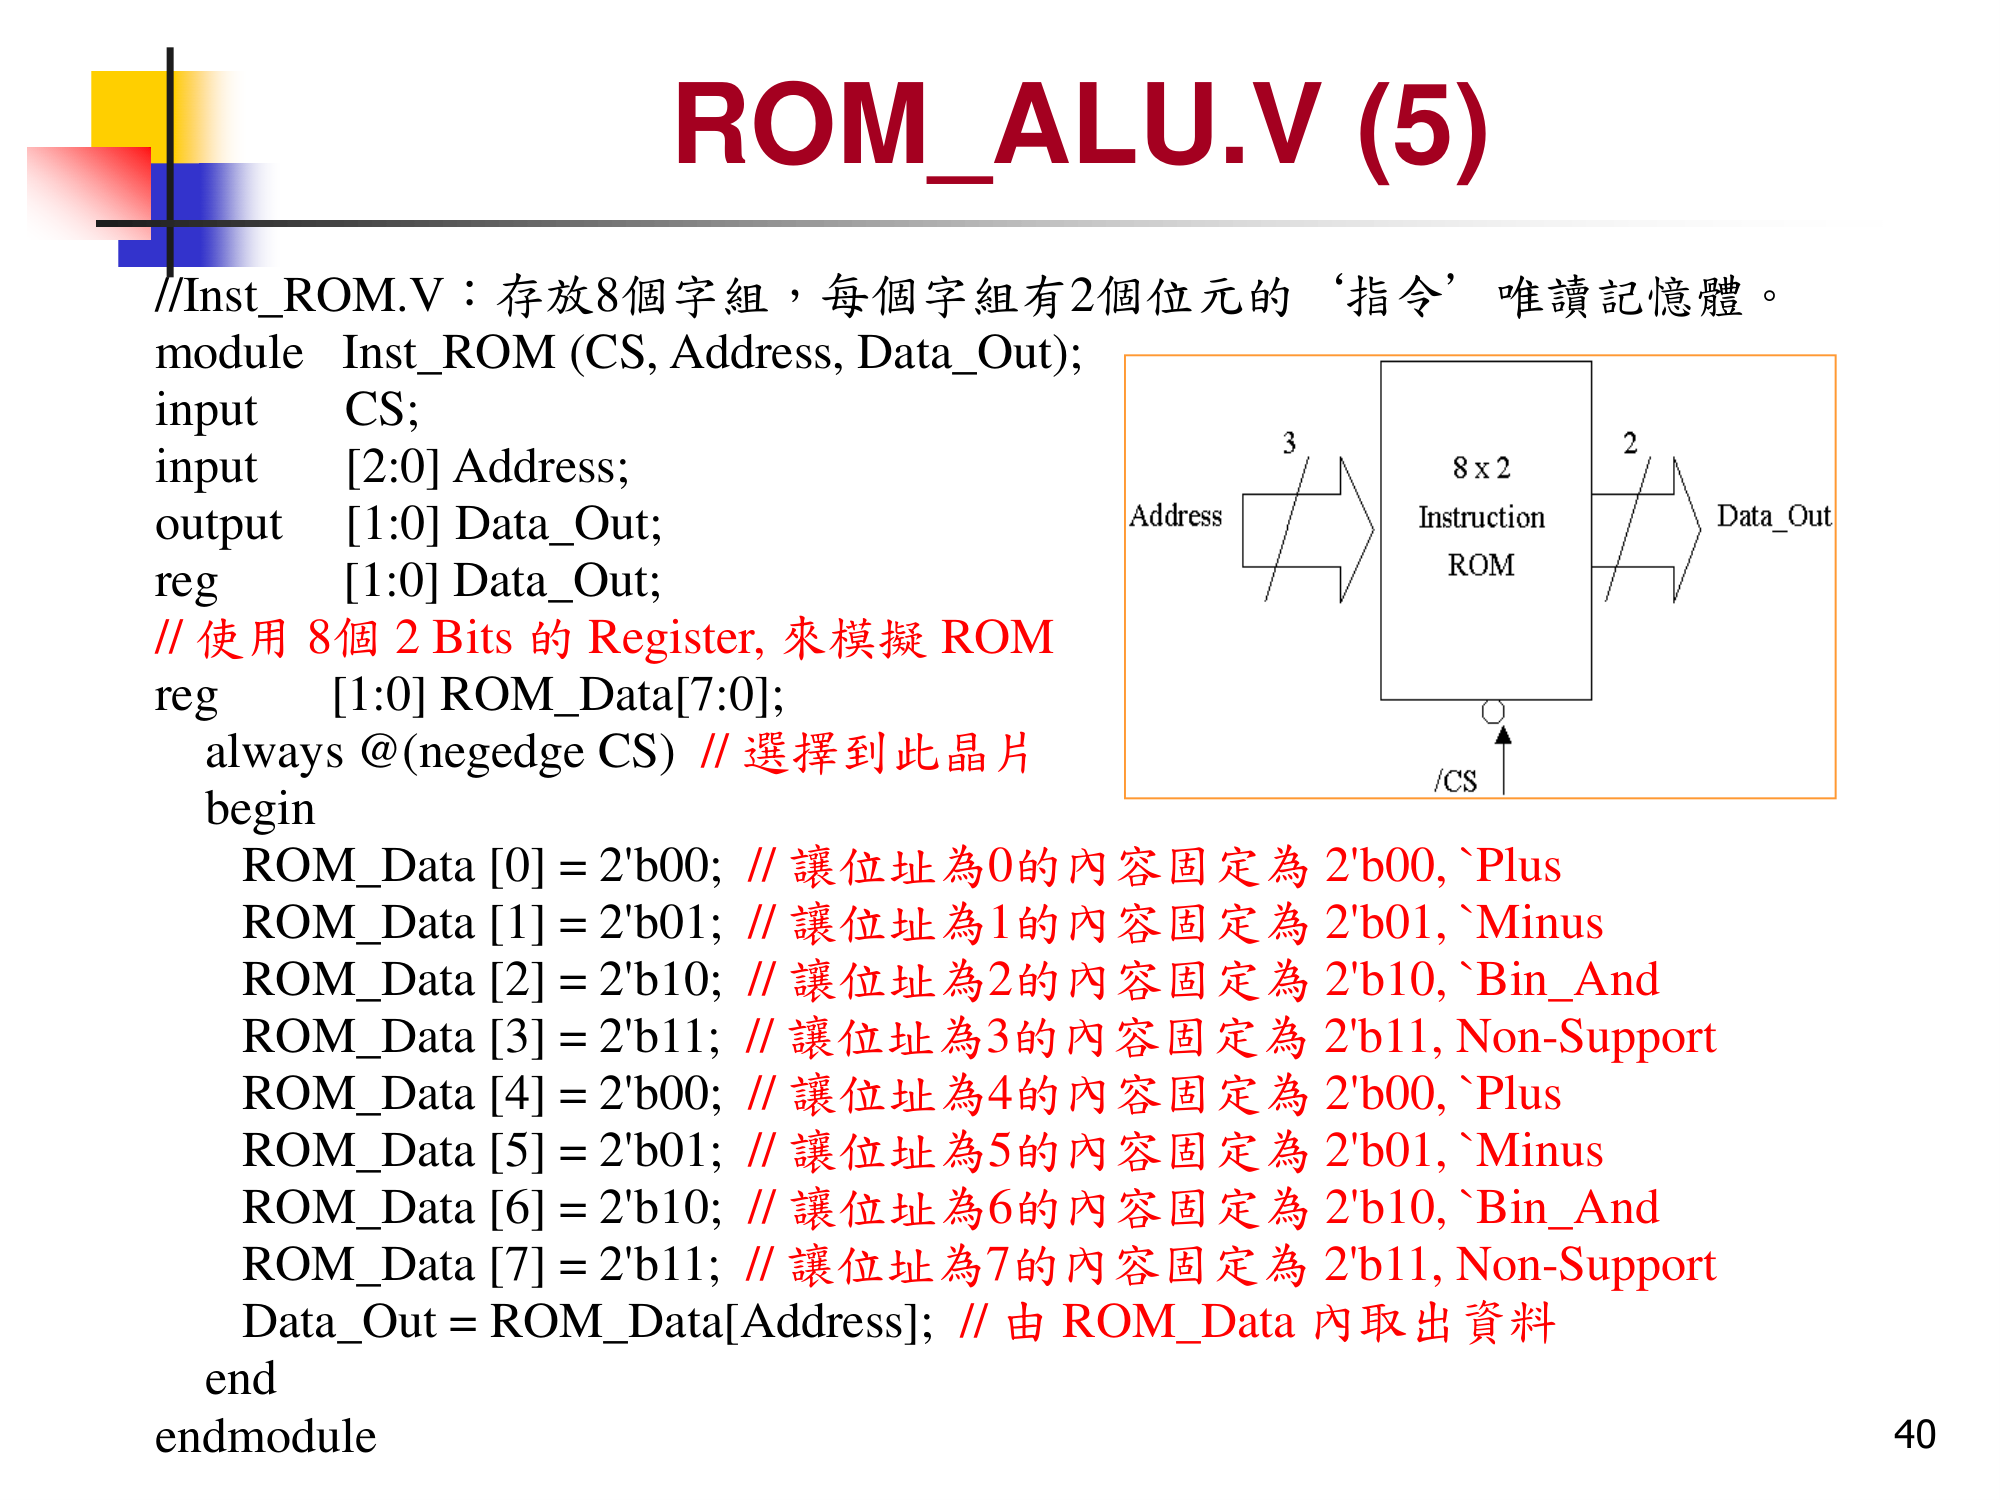 ROM_ALU.V (5)
//Inst_ROM.V：存放8個字組，每個字組有2個位元的‘指令’唯讀記憶體。
module Inst_ROM (CS, Address, Data_Out);
input CS;
input [2:0] Address;
output [1:0] Data_Out;
reg [1:0] Data_Out;
// 使用 8個 2 Bits 的 Register, 來模擬 ROM
reg [1:0] ROM_Data[7:0];
always @(negedge CS) // 選擇到此晶片
begin
ROM_Data [0] = 2'b00; // 讓位址為0的內容固定為 2'b00, `Plus
ROM_Data [1] = 2'b01; // 讓位址為1的內容固定為 2'b01, `Minus
ROM_Data [2] = 2'b10; // 讓位址為2的內容固定為 2'b10, `Bin_And
ROM_Data [3] = 2'b11; // 讓位址為3的內容固定為 2'b11, Non-Support
ROM_Data [4] = 2'b00; // 讓位址為4的內容固定為 2'b00, `Plus
ROM_Data [5] = 2'b01; // 讓位址為5的內容固定為 2'b01, `Minus
ROM_Data [6] = 2'b10; // 讓位址為6的內容固定為 2'b10, `Bin_And
ROM_Data [7] = 2'b11; // 讓位址為7的內容固定為 2'b11, Non-Support
Data_Out = ROM_Data[Address]; // 由 ROM_Data 內取出資料
end
endmodule
3
2
8 x 2
Address
Instruction
Data_Out
ROM
/CS
40